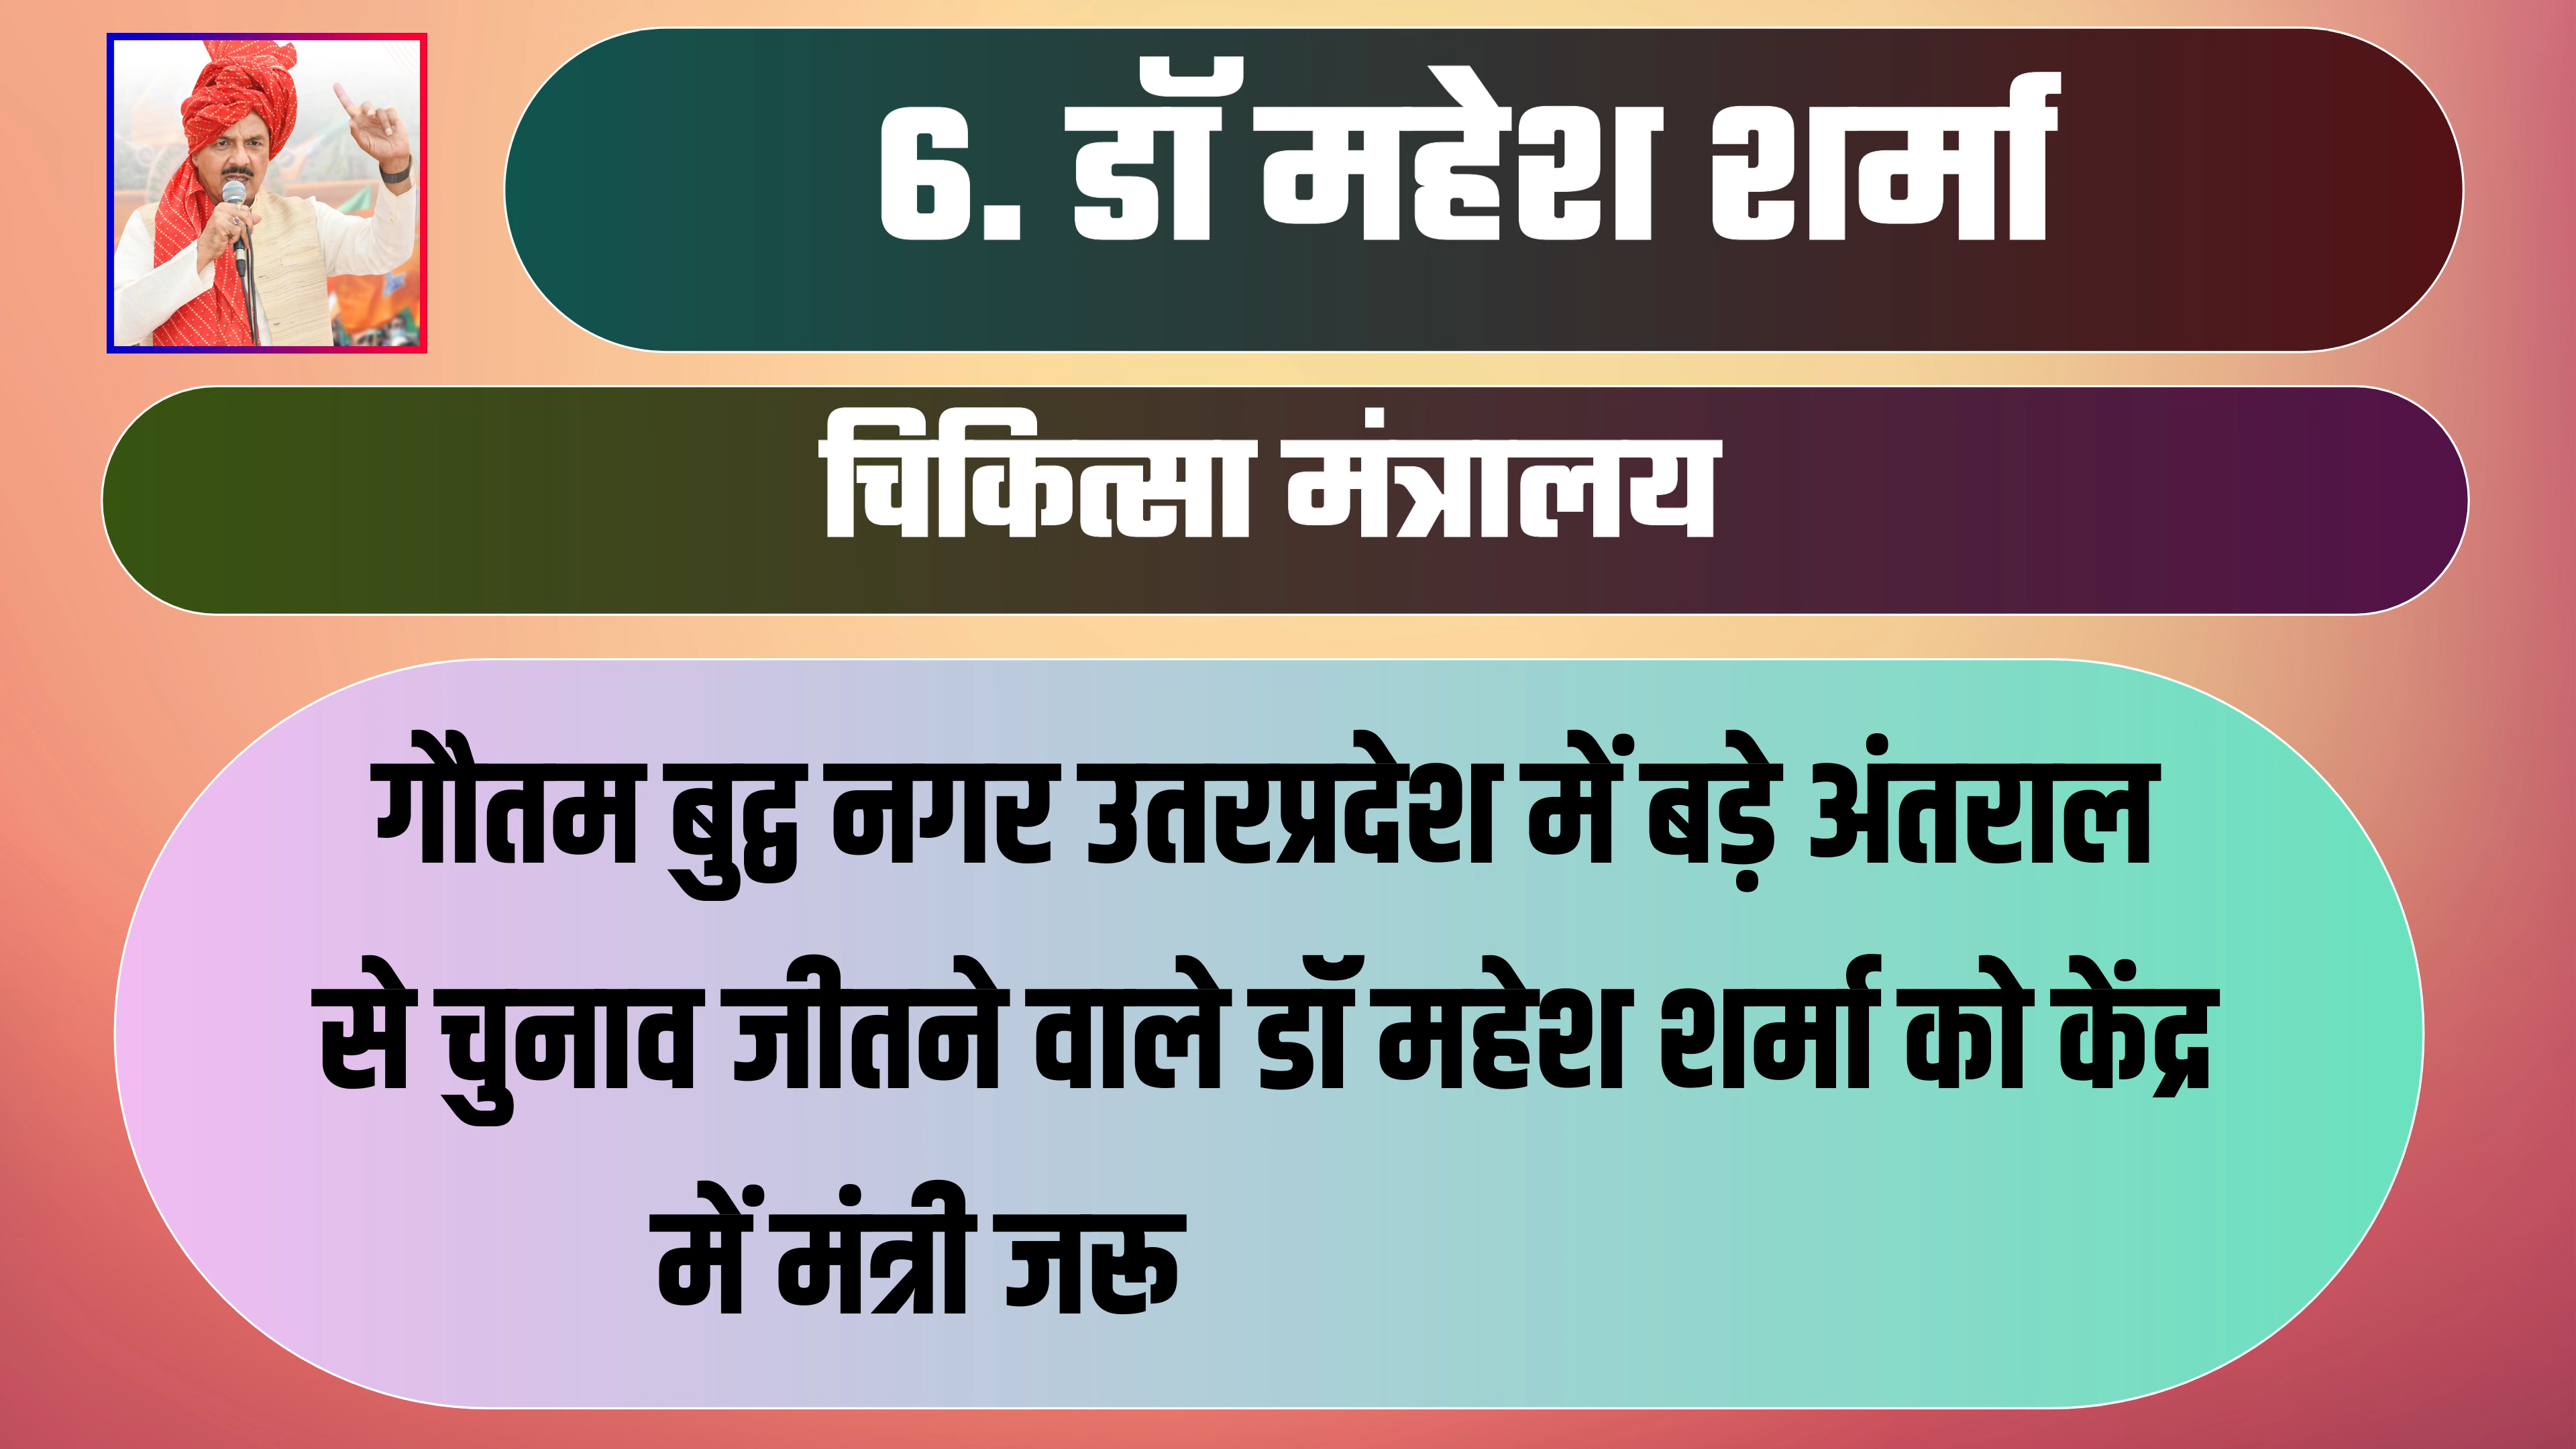 6. डॉ महेश शर्मा
चिकित्सा मंत्रालय
गौतम बुद्ध नगर उतरप्रदेश में बड़े अंतराल
से चुनाव जीतने वाले डॉ महेश शर्मा को केंद्र
में मंत्री जरू